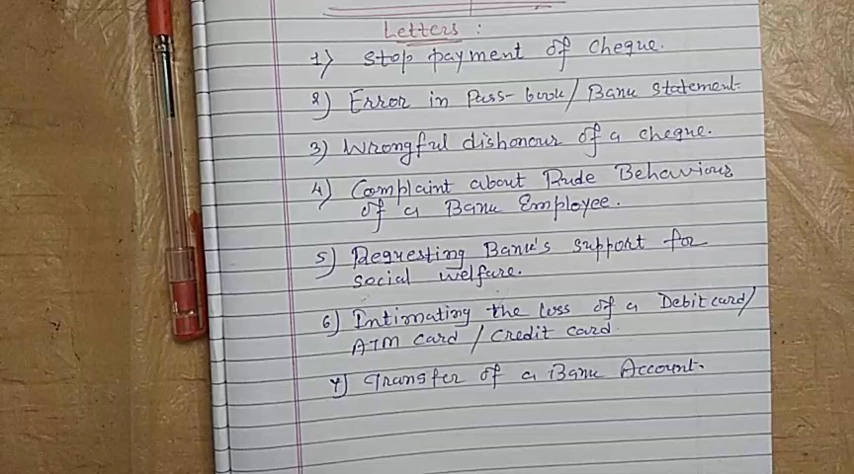 Letters :
1) Stop payment of cheque.
2) Error in Pass-book/Bank statement.
3) Wrongful dishonour of a cheque.
4) Complaint about Rude Behaviour
of a Bank Employee.
5) Requesting Bank's support for
social welfare.
6) Intimating the loss of a Debit card/
ATM card / Credit card.
7) Transfer of a Bank Account.